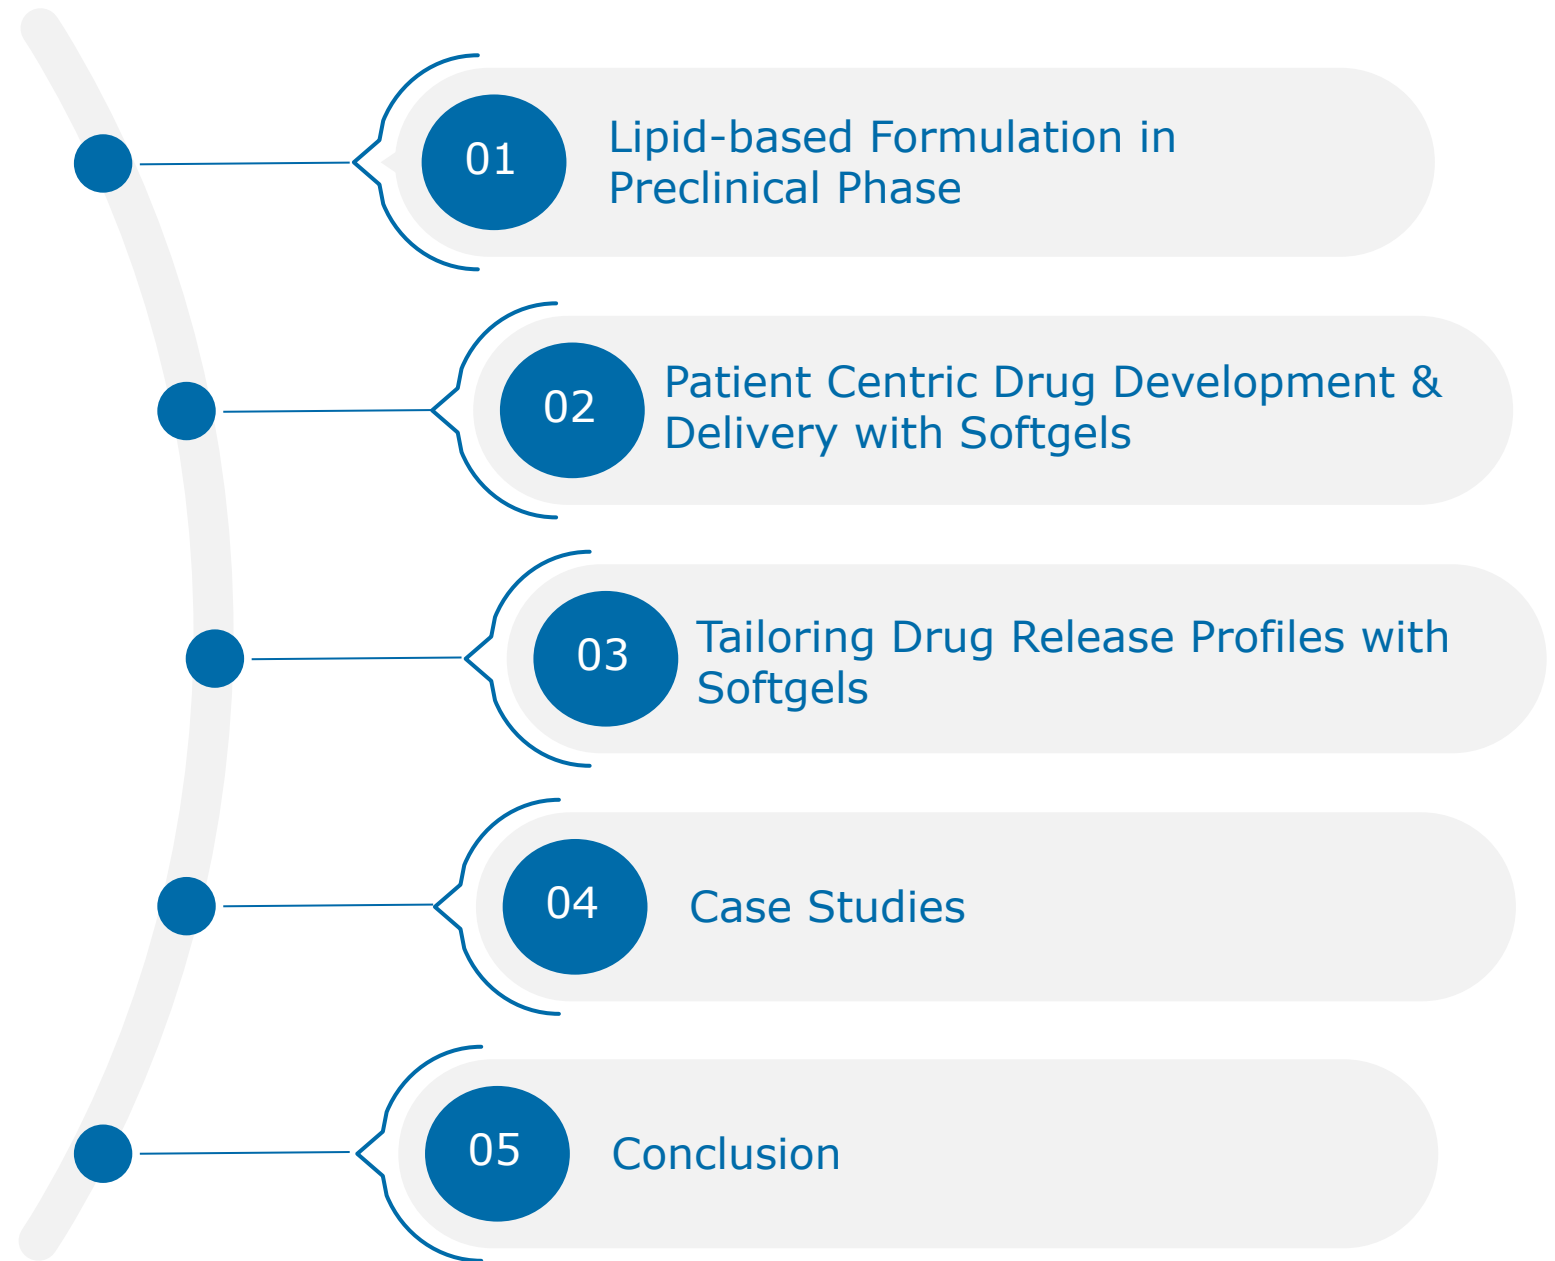 01
Lipid-based Formulation in
Preclinical Phase
02
Patient Centric Drug Development &
Delivery with Softgels
03
Tailoring Drug Release Profiles with
Softgels
04
Case Studies
05
Conclusion